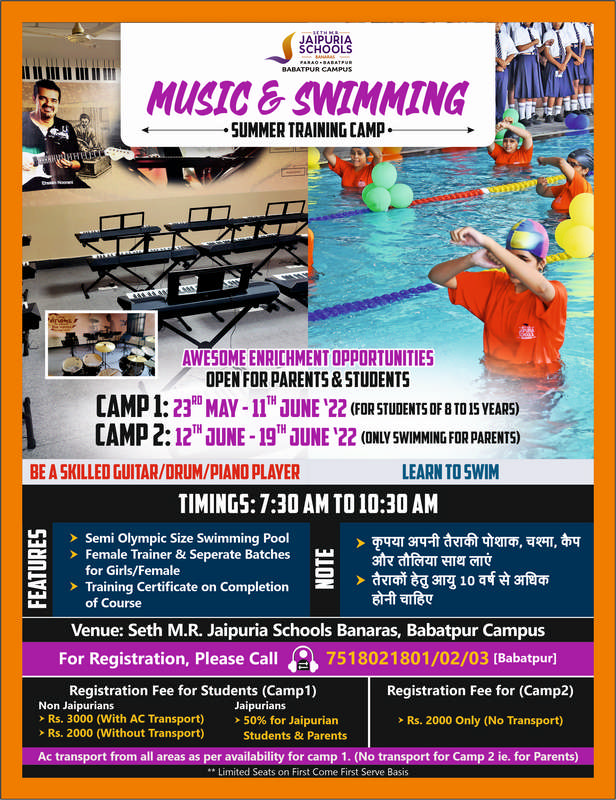 SETH M.R.
JAIPURIA
SCHOOLS
BANARAS
PARAO • BABATPUR
BABATPUR CAMPUS
MUSIC & SWIMMING
• SUMMER TRAINING CAMP •
Ehsaan Noorani
AWESOME ENRICHMENT OPPORTUNITIES
OPEN FOR PARENTS & STUDENTS
CAMP 1: 23RD MAY - 11TH JUNE '22 (FOR STUDENTS OF 8 TO 15 YEARS)
CAMP 2: 12TH JUNE - 19TH JUNE '22 (ONLY SWIMMING FOR PARENTS)
BE A SKILLED GUITAR/DRUM/PIANO PLAYER
LEARN TO SWIM
TIMINGS: 7:30 AM TO 10:30 AM
FEATURES
Semi Olympic Size Swimming Pool
Female Trainer & Seperate Batches
for Girls/Female
Training Certificate on Completion
of Course
NOTE
कृपया अपनी तैराकी पोशाक, चश्मा, कैप
और तौलिया साथ लाएं
तैराकों हेतु आयु 10 वर्ष से अधिक
होनी चाहिए
Venue: Seth M.R. Jaipuria Schools Banaras, Babatpur Campus
For Registration, Please Call 7518021801/02/03 [Babatpur]
Registration Fee for Students (Camp1)
Non Jaipurians
Rs. 3000 (With AC Transport)
Rs. 2000 (Without Transport)
Jaipurians
50% for Jaipurian
Students & Parents
Registration Fee for (Camp2)
Rs. 2000 Only (No Transport)
Ac transport from all areas as per availability for camp 1. (No transport for Camp 2 ie. for Parents)
** Limited Seats on First Come First Serve Basis